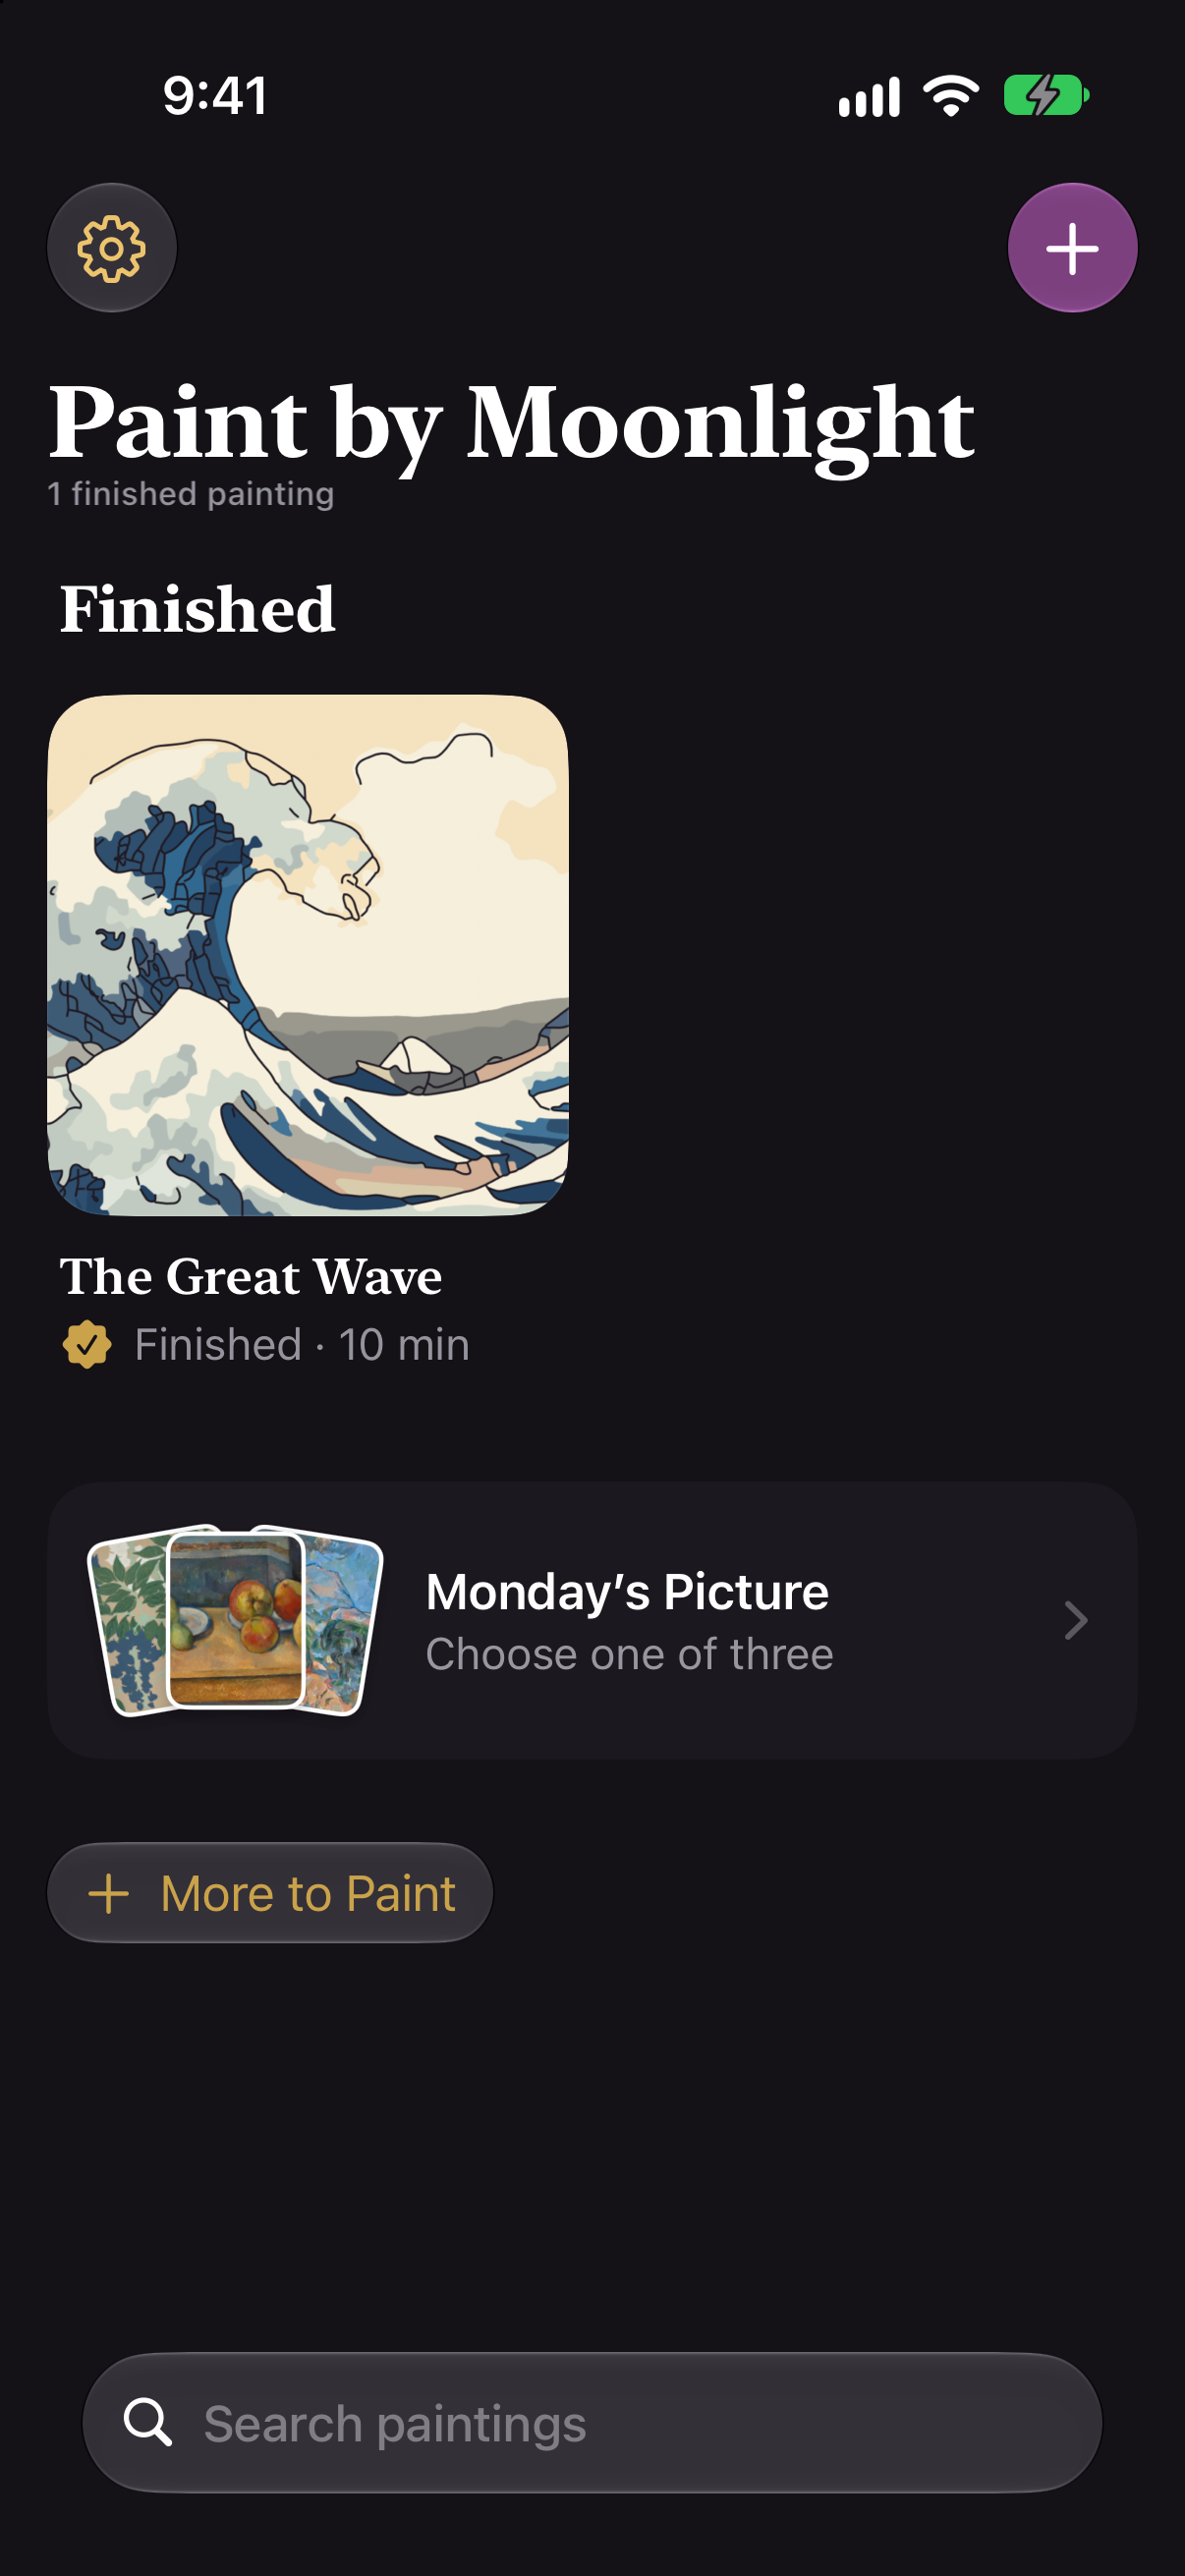 9:41
Paint by Moonlight
1 finished painting
Finished
The Great Wave
Finished · 10 min
Monday’s Picture
Choose one of three
More to Paint
Search paintings